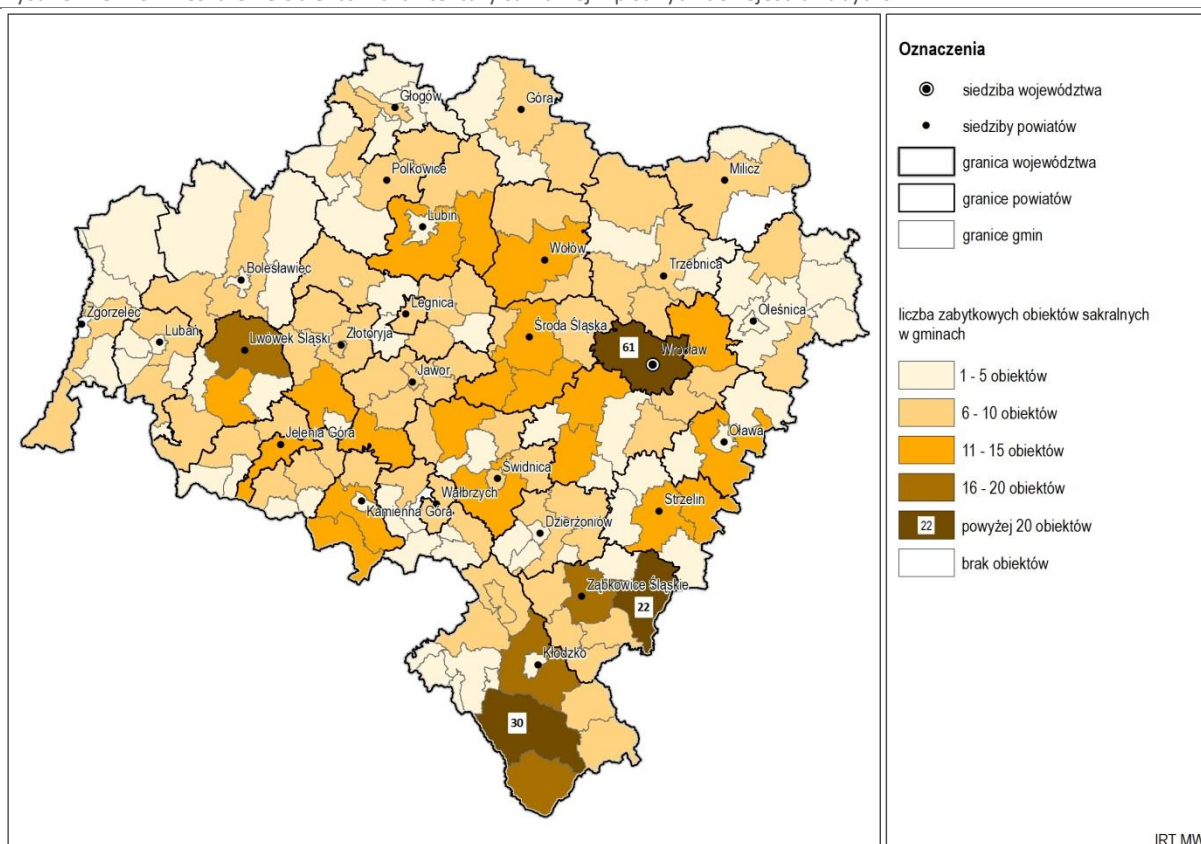 Głogów
Góra
Polkowice
Milicz
Lubin
Wołów
Trzebnica
Bolesławiec
Legnica
Oleśnica
Zgorzelec
Lubań
Lwówek Śląski
Złotoryja
Środa Śląska
61
Wrocław
Jawor
Jelenia Góra
Oława
Świdnica
Wałbrzych
Kamienna Góra
Strzelin
Dzierżoniów
Ząbkowice Śląskie
22
Kłodzko
30
Oznaczenia
siedziba województwa
siedziby powiatów
granica województwa
granice powiatów
granice gmin
liczba zabytkowych obiektów sakralnych
w gminach
1 - 5 obiektów
6 - 10 obiektów
11 - 15 obiektów
16 - 20 obiektów
22 powyżej 20 obiektów
brak obiektów
IRT MW